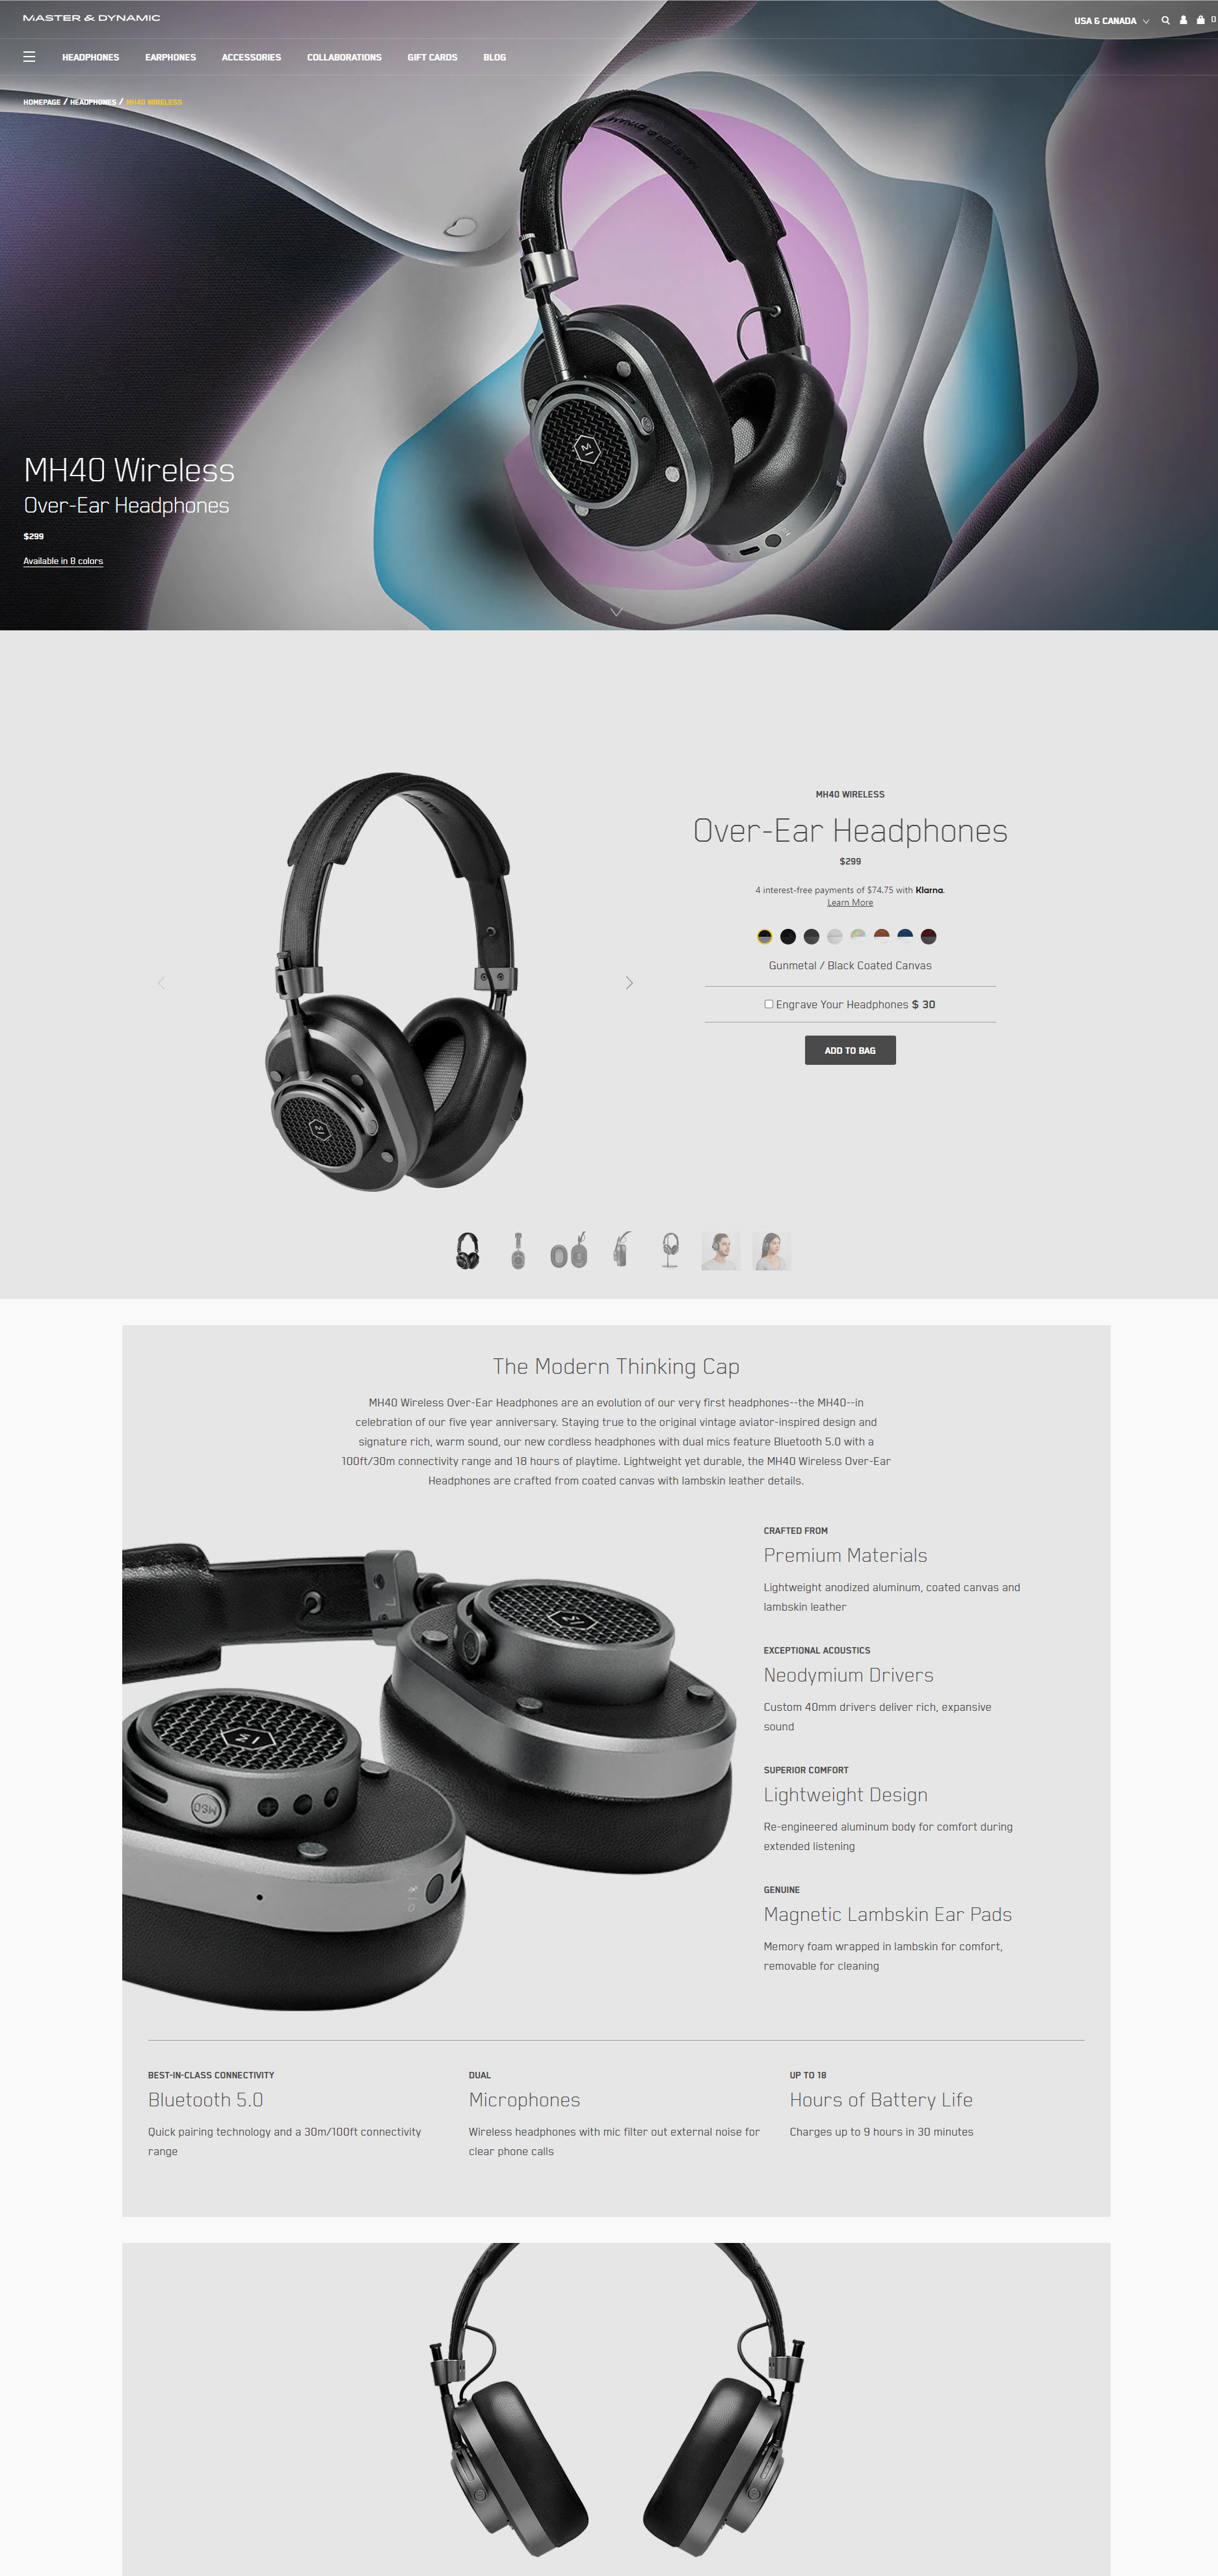 MASTER & DYNAMIC
USA & CANADA
0
HEADPHONES EARPHONES ACCESSORIES COLLABORATIONS GIFT CARDS BLOG
HOMEPAGE / HEADPHONES / MH40 WIRELESS
MH40 Wireless
Over-Ear Headphones
$299
Available in 8 colors
MH40 WIRELESS
Over-Ear Headphones
$299
4 interest-free payments of $74.75 with Klarna.
Learn More
Gunmetal / Black Coated Canvas
Engrave Your Headphones $ 30
ADD TO BAG
The Modern Thinking Cap
MH40 Wireless Over-Ear Headphones are an evolution of our very first headphones--the MH40--in
celebration of our five year anniversary. Staying true to the original vintage aviator-inspired design and
signature rich, warm sound, our new cordless headphones with dual mics feature Bluetooth 5.0 with a
100ft/30m connectivity range and 18 hours of playtime. Lightweight yet durable, the MH40 Wireless Over-Ear
Headphones are crafted from coated canvas with lambskin leather details.
CRAFTED FROM
Premium Materials
Lightweight anodized aluminum, coated canvas and
lambskin leather
EXCEPTIONAL ACOUSTICS
Neodymium Drivers
Custom 40mm drivers deliver rich, expansive
sound
SUPERIOR COMFORT
Lightweight Design
Re-engineered aluminum body for comfort during
extended listening
GENUINE
Magnetic Lambskin Ear Pads
Memory foam wrapped in lambskin for comfort,
removable for cleaning
BEST-IN-CLASS CONNECTIVITY
Bluetooth 5.0
Quick pairing technology and a 30m/100ft connectivity
range
DUAL
Microphones
Wireless headphones with mic filter out external noise for
clear phone calls
UP TO 18
Hours of Battery Life
Charges up to 9 hours in 30 minutes